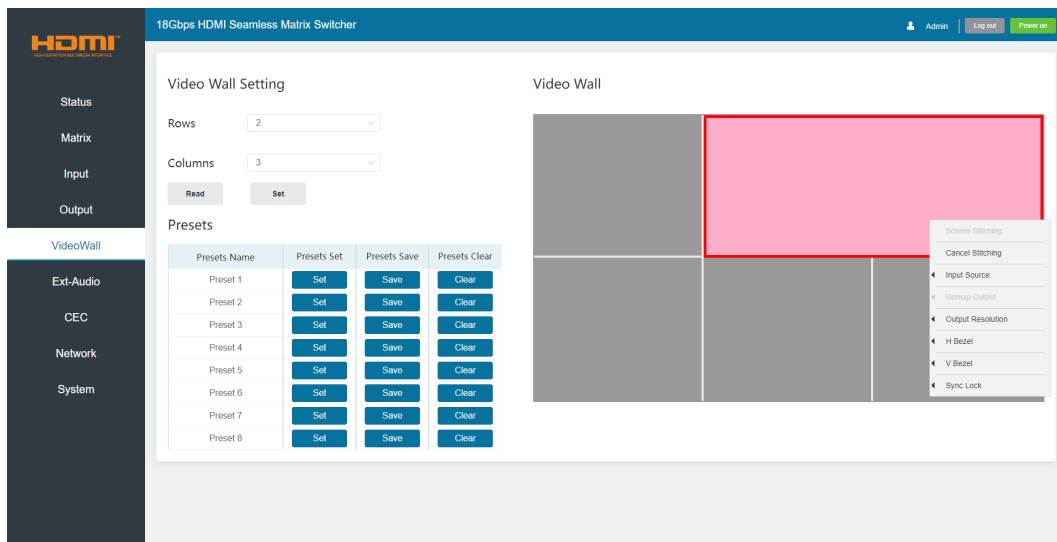 HDMI™
HIGH-DEFINITION MULTIMEDIA INTERFACE
18Gbps HDMI Seamless Matrix Switcher
Admin
Log out
Power on
Status
Matrix
Input
Output
VideoWall
Ext-Audio
CEC
Network
System
Video Wall Setting
Rows 2
Columns 3
Read Set
Presets
Presets Name Presets Set Presets Save Presets Clear
Preset 1 Set Save Clear
Preset 2 Set Save Clear
Preset 3 Set Save Clear
Preset 4 Set Save Clear
Preset 5 Set Save Clear
Preset 6 Set Save Clear
Preset 7 Set Save Clear
Preset 8 Set Save Clear
Video Wall
Screen Stitching
Cancel Stitching
Input Source
Remap Output
Output Resolution
H Bezel
V Bezel
Sync Lock